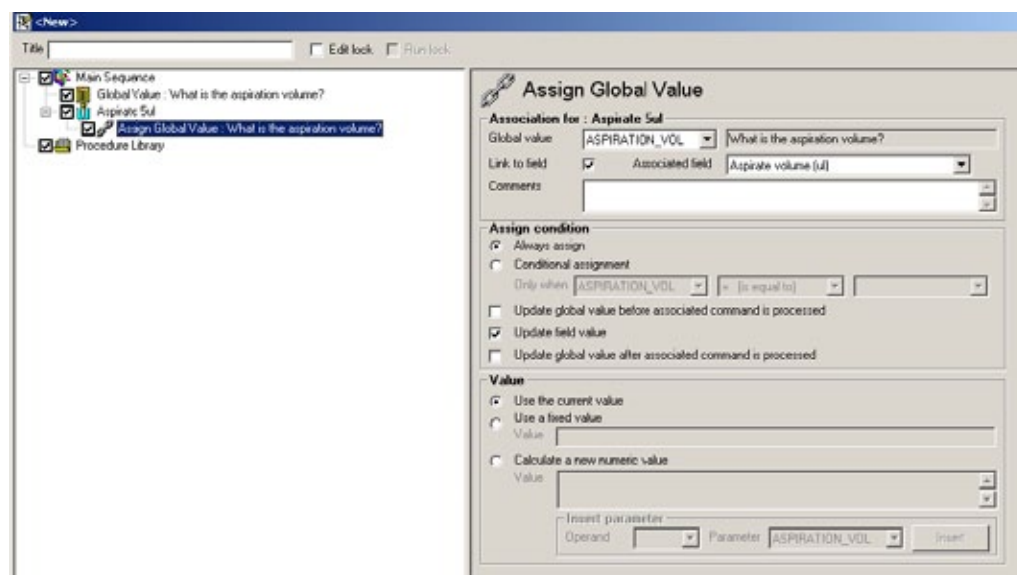 <New>
Title Edit lock Run lock
Main Sequence
Global Value : What is the aspiration volume?
Aspirate 5ul
Assign Global Value : What is the aspiration volume?
Procedure Library
Assign Global Value
Association for : Aspirate 5ul
Global value ASPIRATION_VOL What is the aspiration volume?
Link to field Associated field Aspirate volume (ul)
Comments
Assign condition
Always assign
Conditional assignment
Only when ASPIRATION_VOL = (is equal to)
Update global value before associated command is processed
Update field value
Update global value after associated command is processed
Value
Use the current value
Use a fixed value
Value
Calculate a new numeric value
Value
Insert parameter
Operand Parameter ASPIRATION_VOL Insert